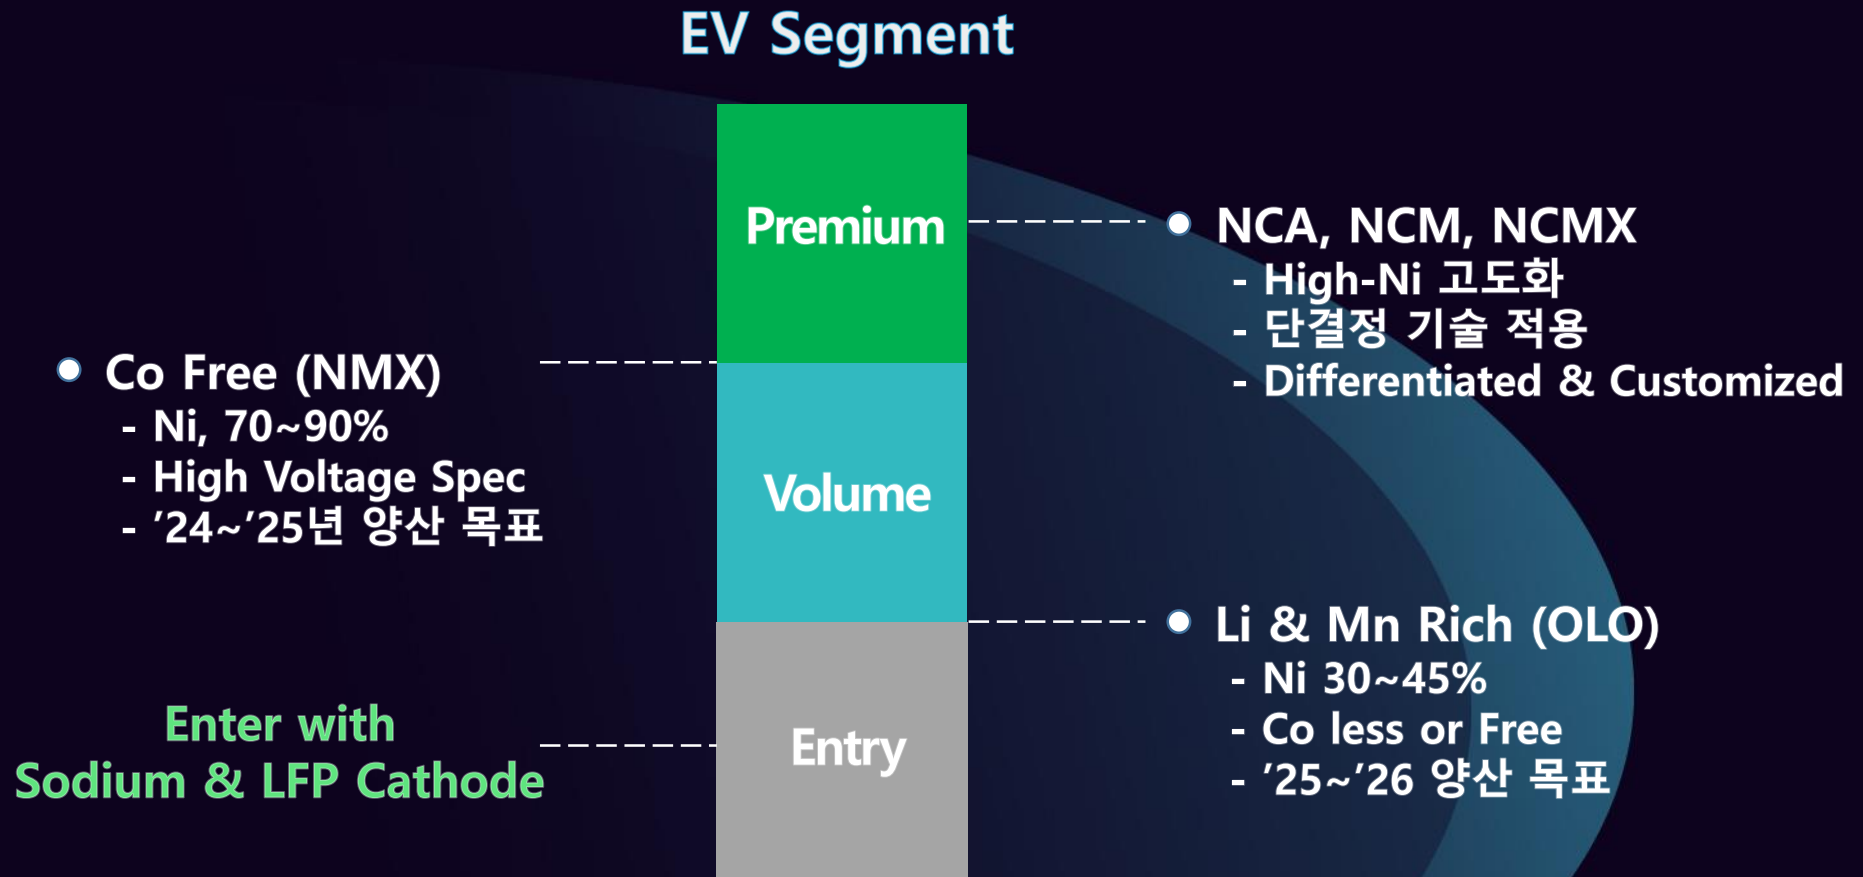 EV Segment
Premium
NCA, NCM, NCMX
- High-Ni 고도화
- 단결정 기술 적용
- Differentiated & Customized
Co Free (NMX)
- Ni, 70~90%
- High Voltage Spec
- ’24~’25년 양산 목표
Volume
Li & Mn Rich (OLO)
- Ni 30~45%
- Co less or Free
- ’25~’26 양산 목표
Enter with
Sodium & LFP Cathode
Entry